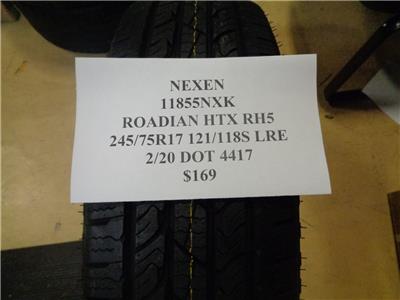 NEXEN
11855NXK
ROADIAN HTX RH5
245/75R17 121/118S LRE
2/20 DOT 4417
$169